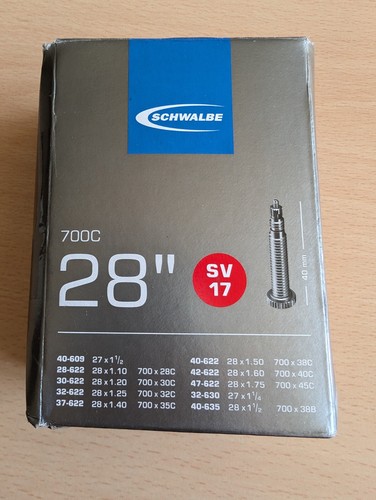 SCHWALBE
700C
28"
SV
17
40 mm
40-609 27 x 1 1/2
28-622 28 x 1.10 700 x 28C
30-622 28 x 1.20 700 x 30C
32-622 28 x 1.25 700 x 32C
37-622 28 x 1.40 700 x 35C
40-622 28 x 1.50 700 x 38C
42-622 28 x 1.60 700 x 40C
47-622 28 x 1.75 700 x 45C
32-630 27 x 1 1/4
40-635 28 x 1 1/2 700 x 38B